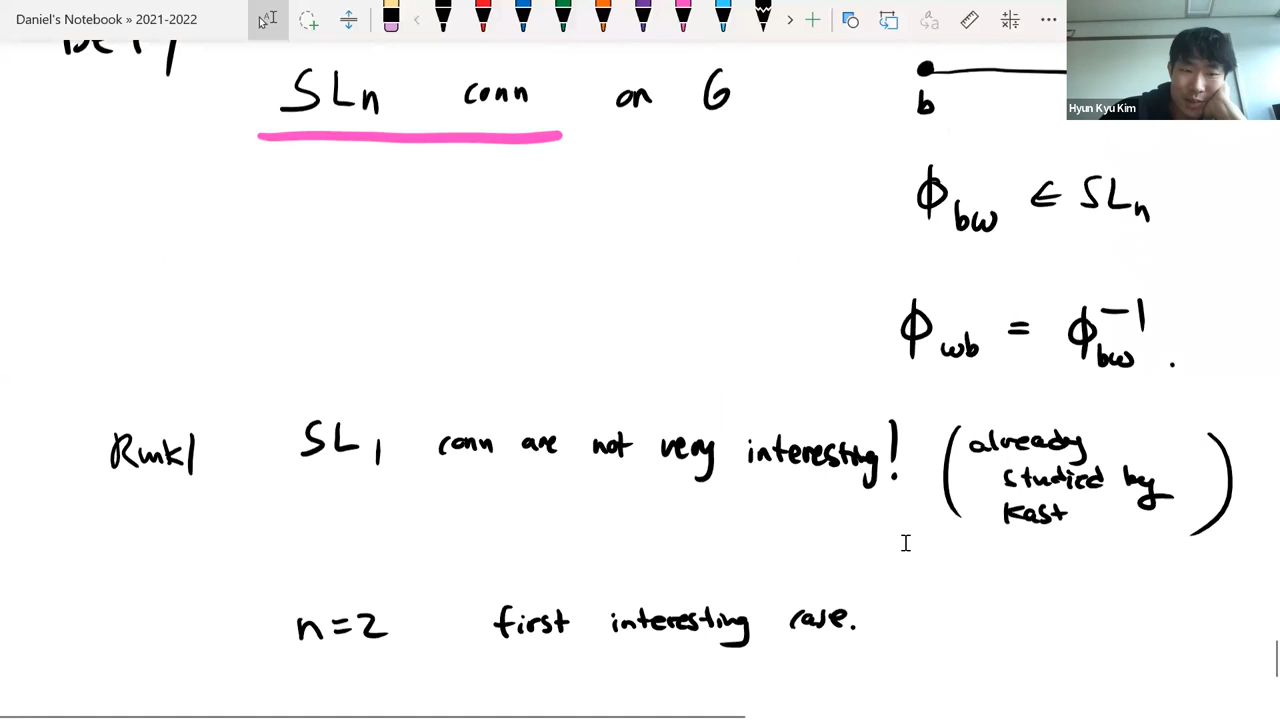 Daniel's Notebook » 2021-2022
Hyun Kyu Kim
SLn conn on G
b
ϕbw ∈ SLn
ϕwb = ϕbw⁻¹ .
Rmk/ SL1 conn are not very interesting! (already studied by Kast)
n=2 first interesting case.